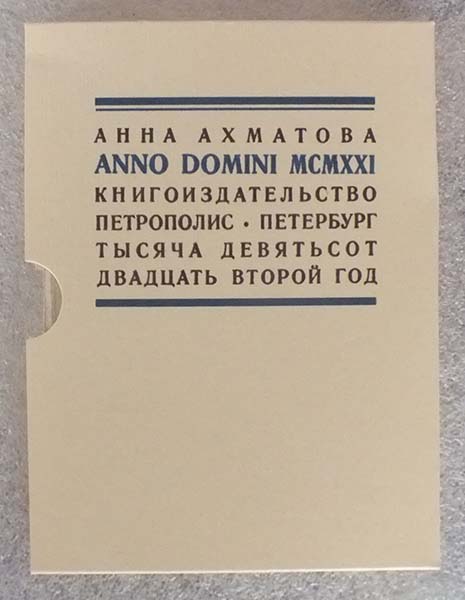 АННА АХМАТОВА
ANNO DOMINI MCMXXI
КНИГОИЗДАТЕЛЬСТВО
ПЕТРОПОЛИС • ПЕТЕРБУРГ
ТЫСЯЧА ДЕВЯТЬСОТ
ДВАДЦАТЬ ВТОРОЙ ГОД